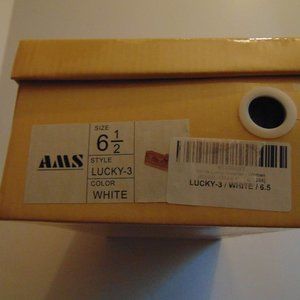 AMS
SIZE
6 1/2
STYLE
LUCKY-3
COLOR
WHITE
LUCKY-3 / WHITE / 6.5